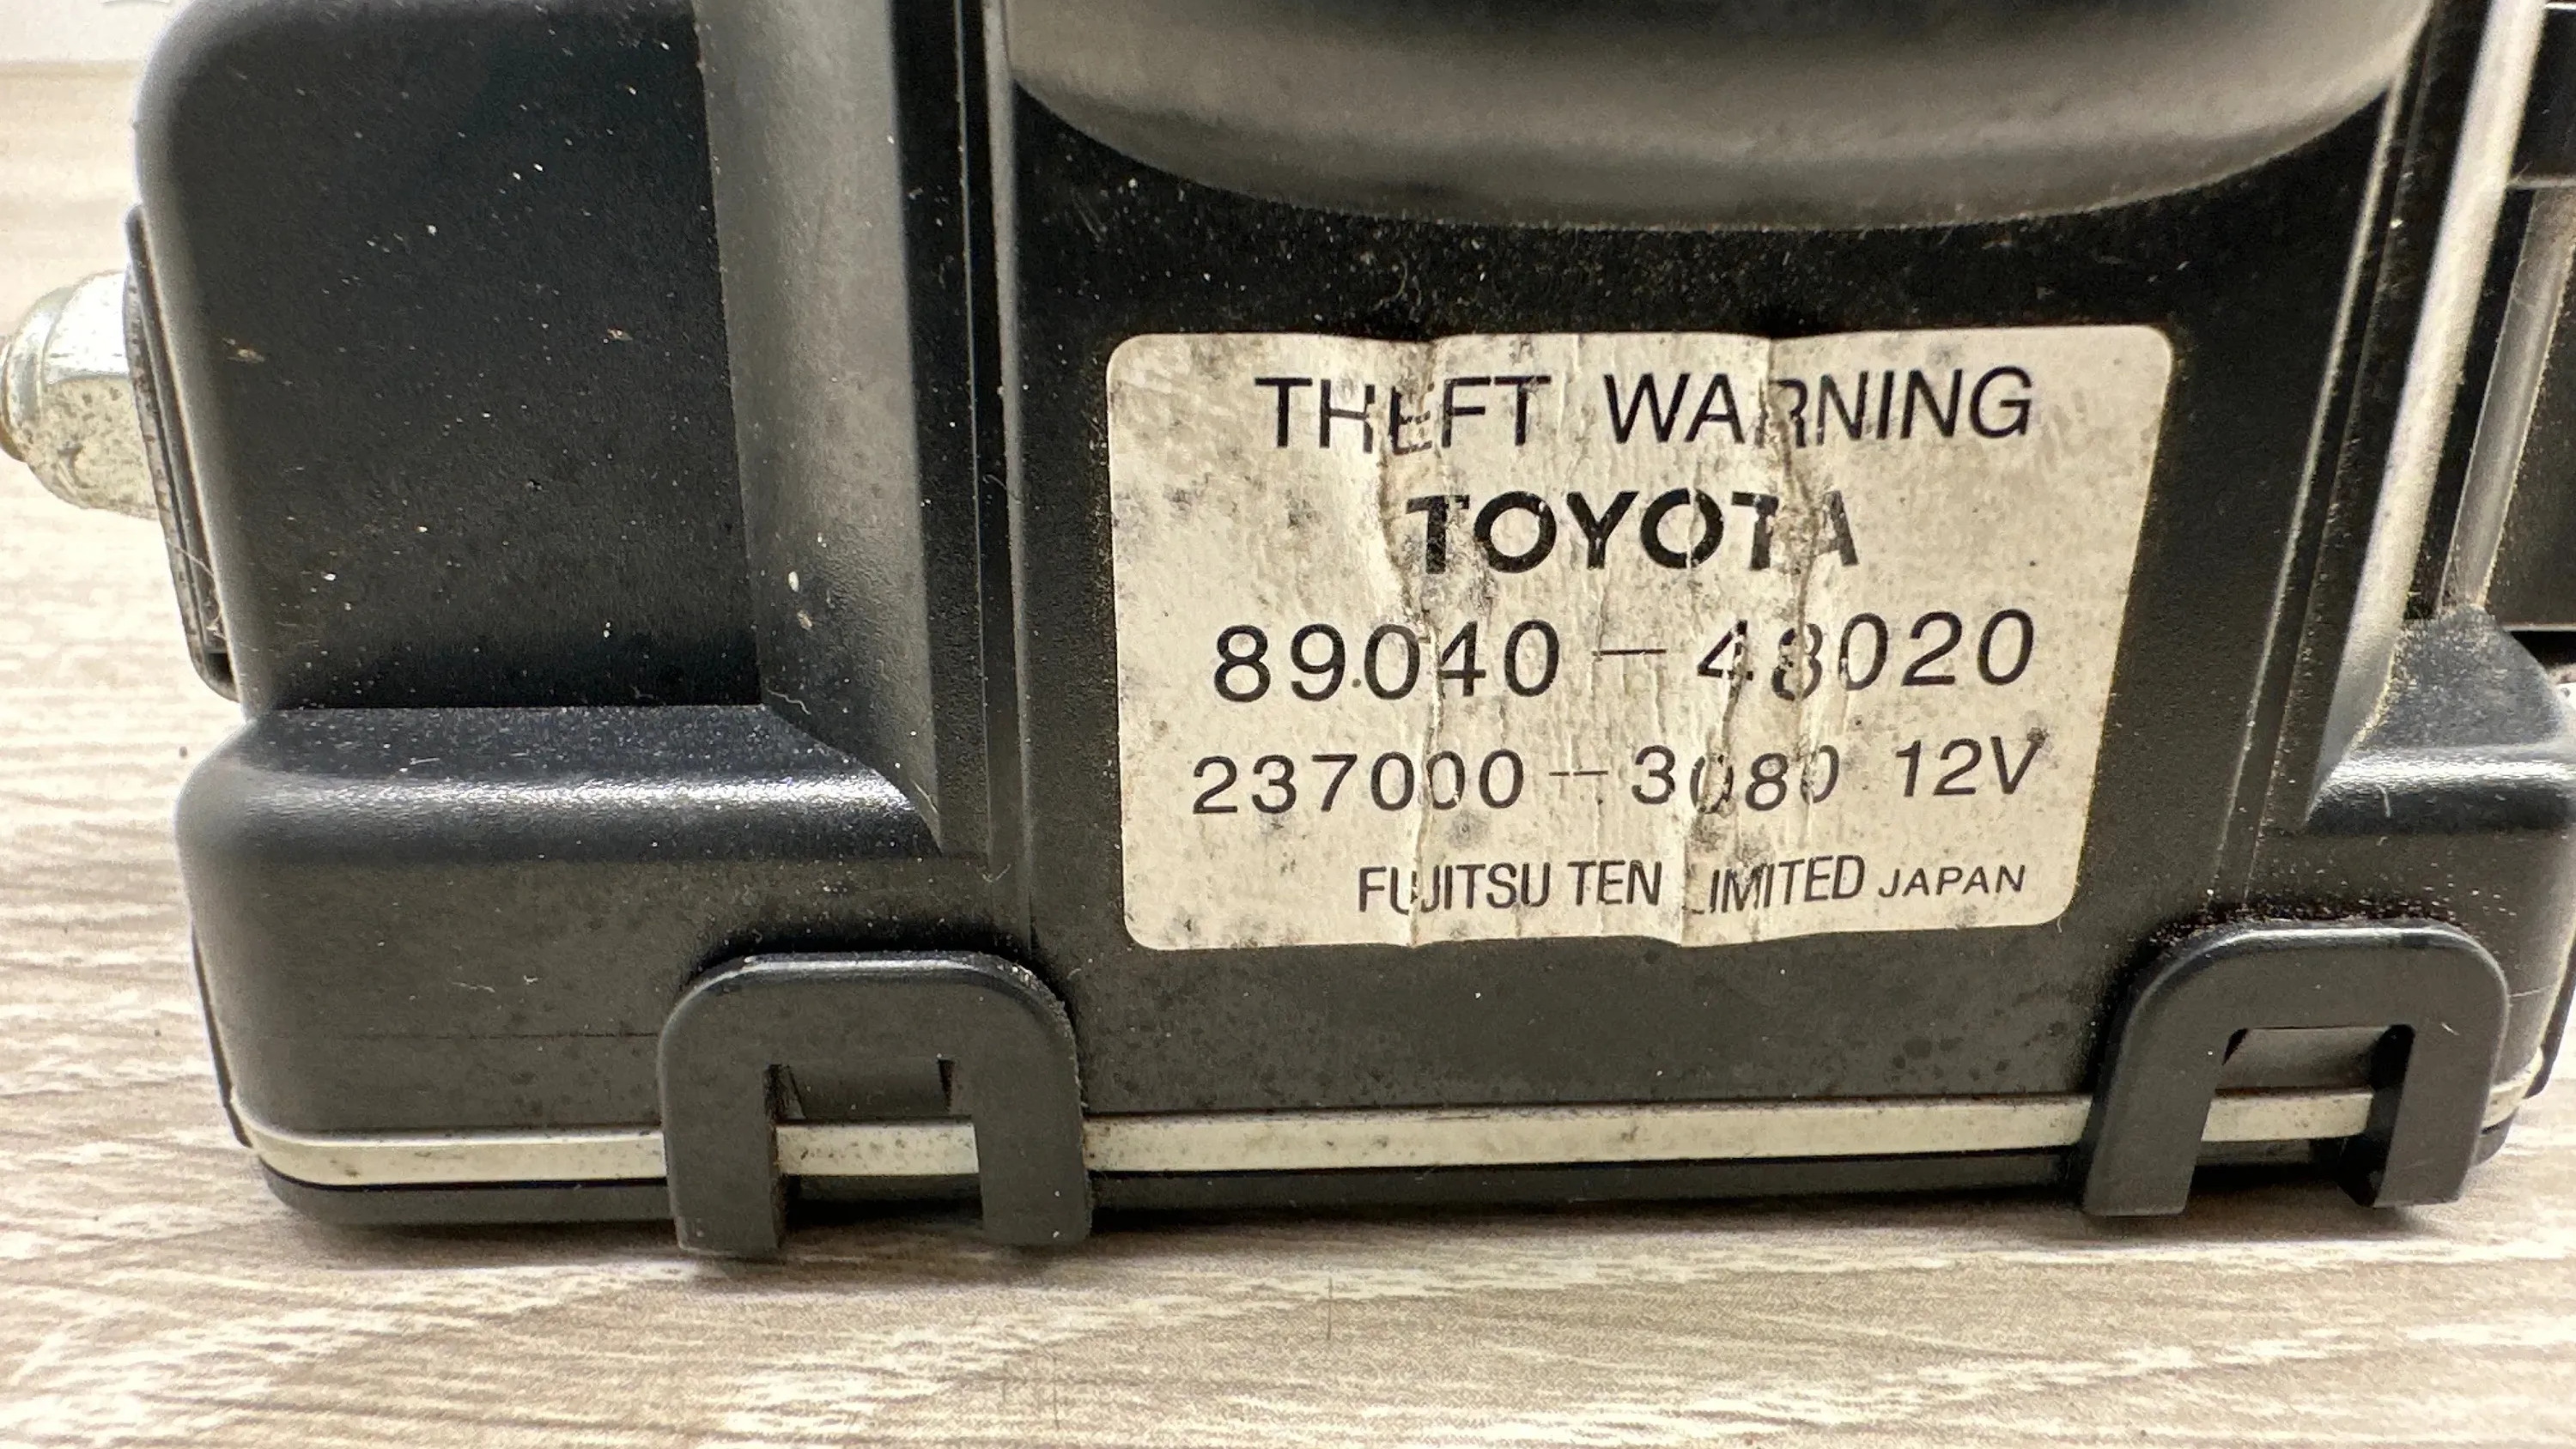 THEFT WARNING
TOYOTA
89040-48020
237000-3080 12V
FUJITSU TEN LIMITED JAPAN